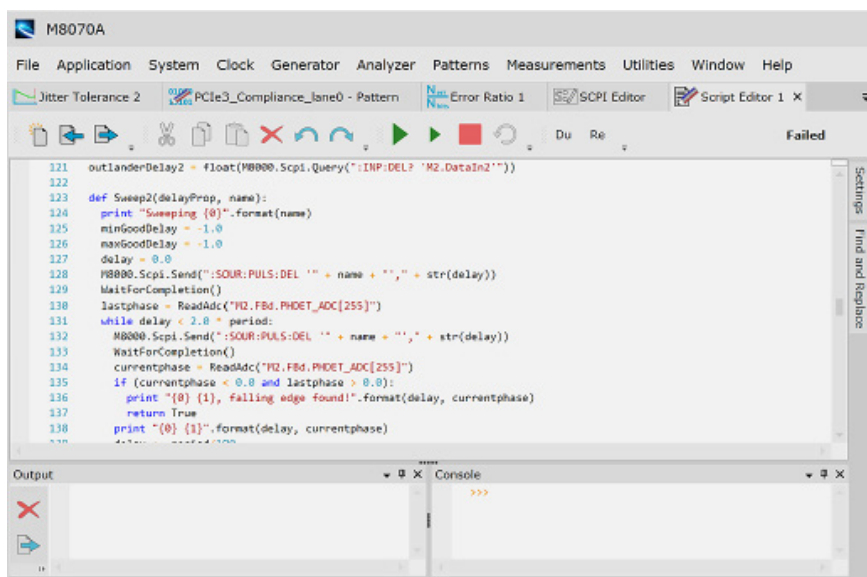 M8070A
File Application System Clock Generator Analyzer Patterns Measurements Utilities Window Help
Jitter Tolerance 2 PCIe3_Compliance_lane0 - Pattern Error Ratio 1 SCPI Editor Script Editor 1 X
Du Re Failed
121 outlanderDelay2 = float(M8000.Scpi.Query(":INP:DEL? 'M2.DataIn2'"))
122
123 def Sweep2(delayProp, name):
124 print "Sweeping {0}".format(name)
125 minGoodDelay = -1.0
126 maxGoodDelay = -1.0
127 delay = 0.0
128 M8000.Scpi.Send(":SOUR:PULS:DEL '" + name + "'," + str(delay))
129 WaitForCompletion()
130 lastphase = ReadAdc("M2.FBd.PHDET_ADC[255]")
131 while delay < 2.0 * period:
132 M8000.Scpi.Send(":SOUR:PULS:DEL '" + name + "'," + str(delay))
133 WaitForCompletion()
134 currentphase = ReadAdc("M2.FBd.PHDET_ADC[255]")
135 if (currentphase < 0.0 and lastphase > 0.0):
136 print "{0} {1}, falling edge found!".format(delay, currentphase)
137 return True
138 print "{0} {1}".format(delay, currentphase)
Settings
Find and Replace
Output
Console
>>>